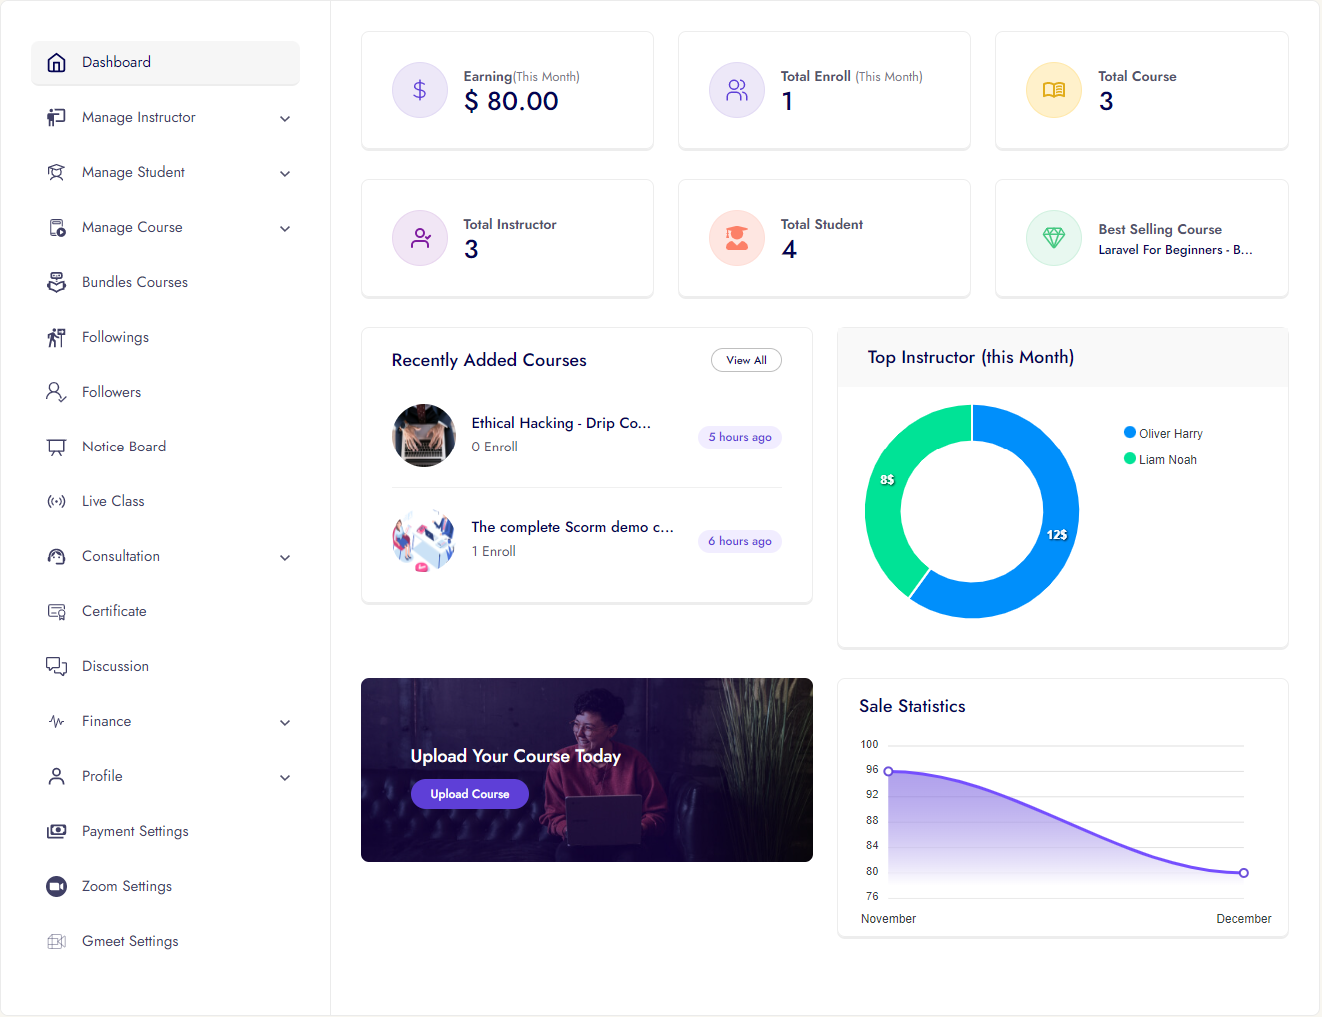 Dashboard
Manage Instructor
Manage Student
Manage Course
Bundles Courses
Followings
Followers
Notice Board
Live Class
Consultation
Certificate
Discussion
Finance
Profile
Payment Settings
Zoom Settings
Gmeet Settings
Earning(This Month)
$ 80.00
Total Enroll (This Month)
1
Total Course
3
Total Instructor
3
Total Student
4
Best Selling Course
Laravel For Beginners - B...
Recently Added Courses
View All
Ethical Hacking - Drip Co...
0 Enroll
5 hours ago
The complete Scorm demo c...
1 Enroll
6 hours ago
Top Instructor (this Month)
8$
12$
Oliver Harry
Liam Noah
Upload Your Course Today
Upload Course
Sale Statistics
100
96
92
88
84
80
76
November
December